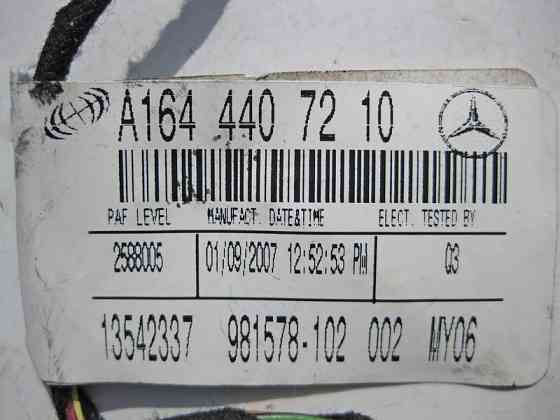 A164 440 72 10
PAF LEVEL MANUFACT. DATE&TIME ELECT. TESTED BY
2588005 01/09/2007 12:52:53 PM Q3
13542337 981578-102 002 MY06